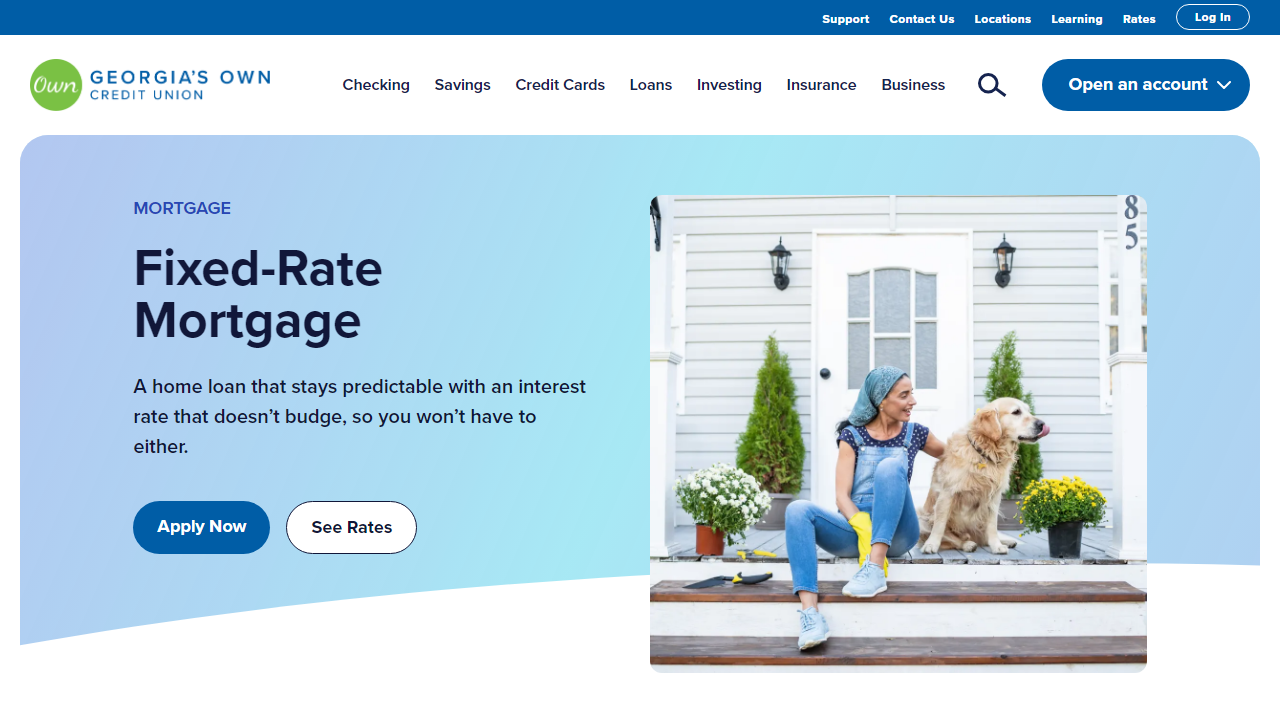 Support Contact Us Locations Learning Rates Log In
Own GEORGIA'S OWN
CREDIT UNION
Checking Savings Credit Cards Loans Investing Insurance Business Open an account
MORTGAGE
Fixed-Rate
Mortgage
A home loan that stays predictable with an interest
rate that doesn’t budge, so you won’t have to
either.
Apply Now See Rates
8
5